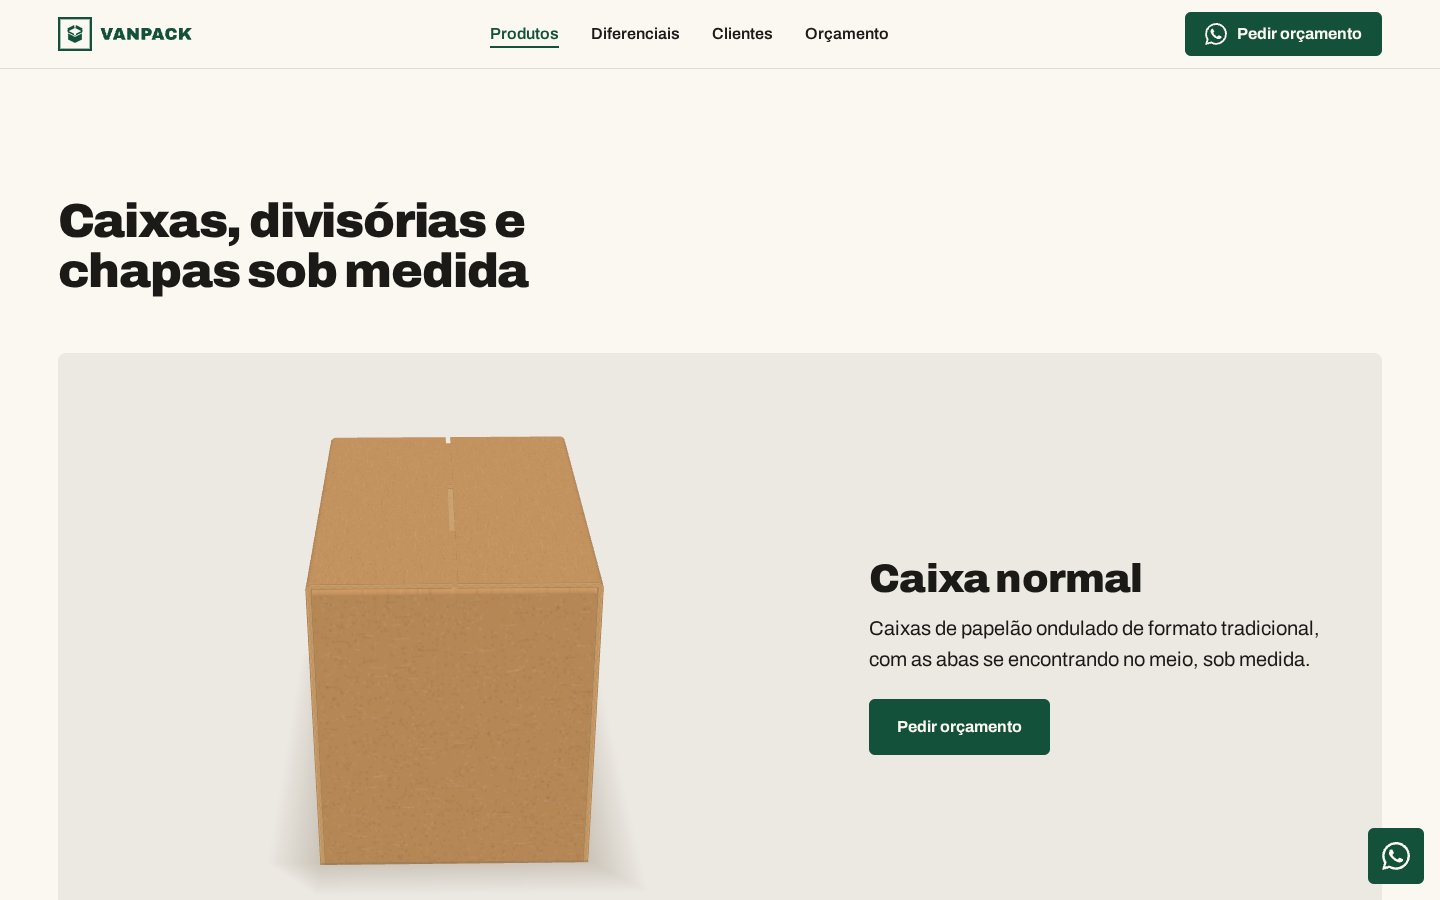 VANPACK
Produtos
Diferenciais
Clientes
Orçamento
Pedir orçamento
Caixas, divisórias e
chapas sob medida
Caixa normal
Caixas de papelão ondulado de formato tradicional,
com as abas se encontrando no meio, sob medida.
Pedir orçamento